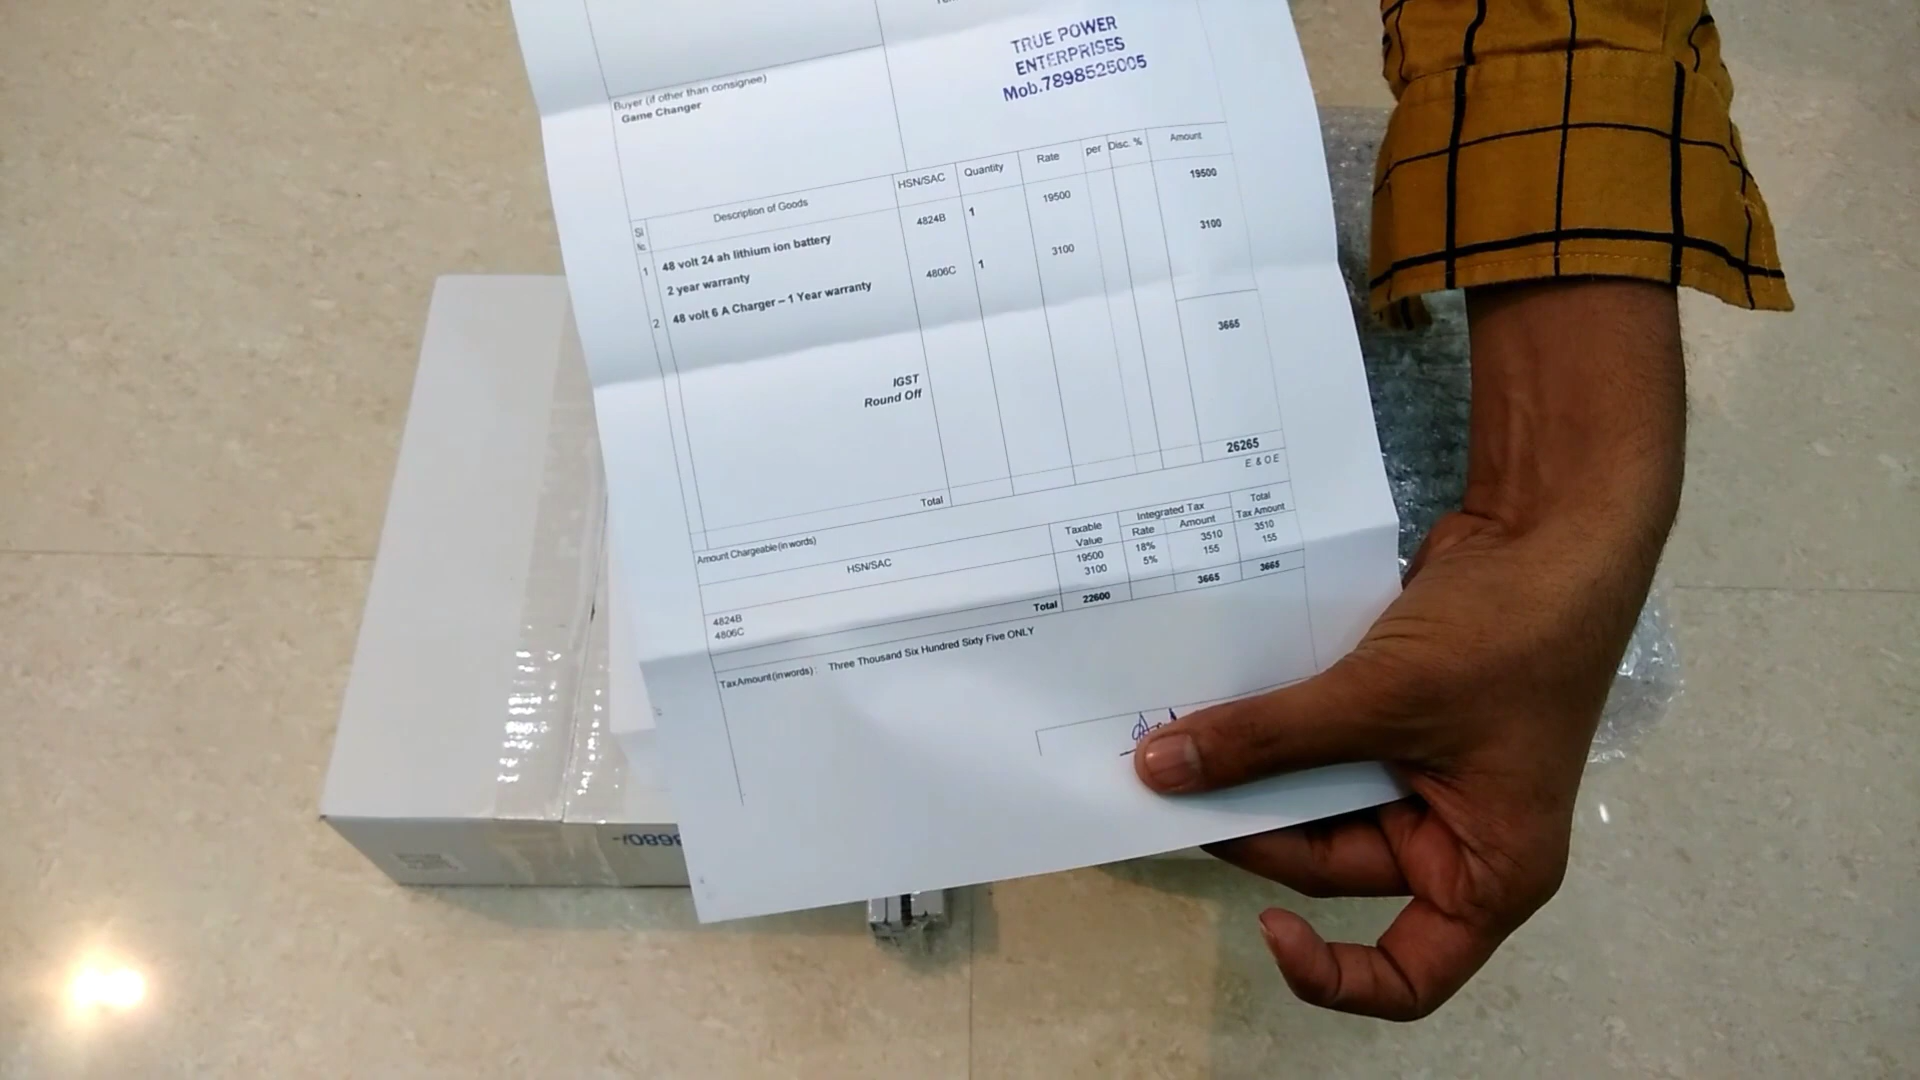 TRUE POWER
ENTERPRISES
Mob.7898525005
Buyer (if other than consignee)
Game Changer
Sl No. Description of Goods HSN/SAC Quantity Rate per Disc. % Amount
1 48 volt 24 ah lithium ion battery 4824B 1 19500 19500
2 year warranty
2 48 volt 6 A Charger – 1 Year warranty 4806C 1 3100 3100
IGST 3665
Round Off
Total 26265
E & O E
Amount Chargeable (in words)
HSN/SAC Taxable Value Integrated Tax Rate Amount Total Tax Amount
4824B 19500 18% 3510 3510
4806C 3100 5% 155 155
Total 22600 3665 3665
Tax Amount (in words) : Three Thousand Six Hundred Sixty Five ONLY